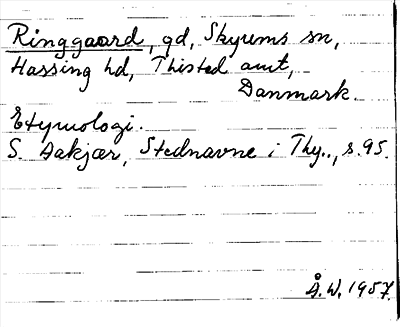 Ringgaard, gd, Skyums sn,
Hassing hd, Thisted amt,
Danmark.
Etymologi.
S. Aakjær, Stednavne i Thy., s. 95.
Å. W. 1957.